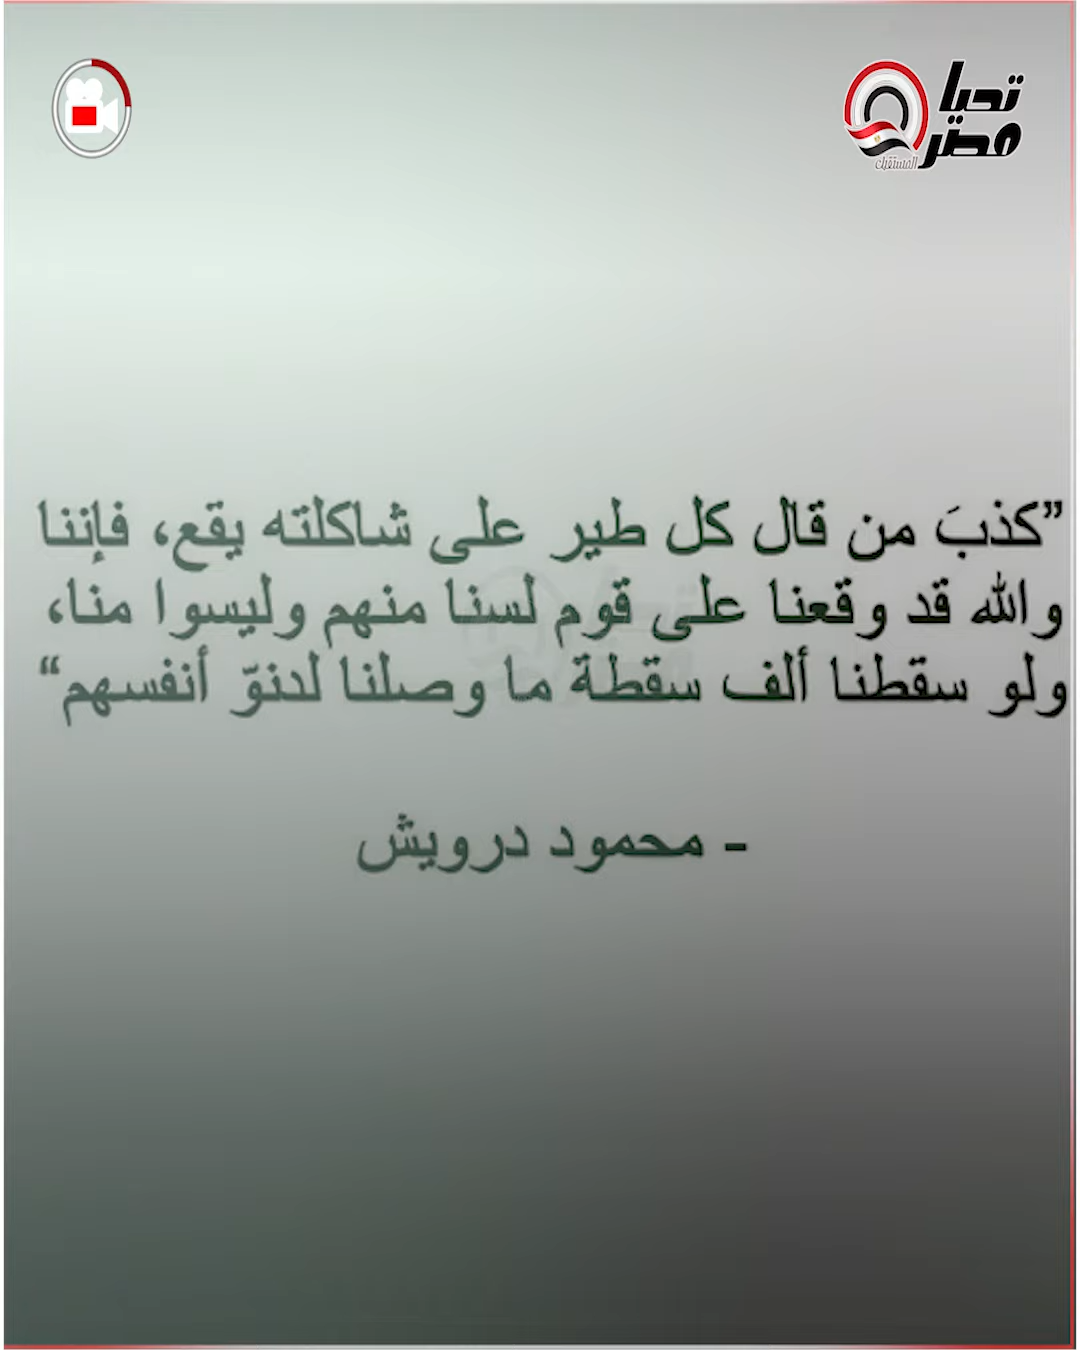 تحيا
مصر
المستقبل
”كذبَ من قال كل طير على شاكلته يقع، فإننا
والله قد وقعنا على قوم لسنا منهم وليسوا منا،
ولو سقطنا ألف سقطة ما وصلنا لدنوّ أنفسهم“
- محمود درويش